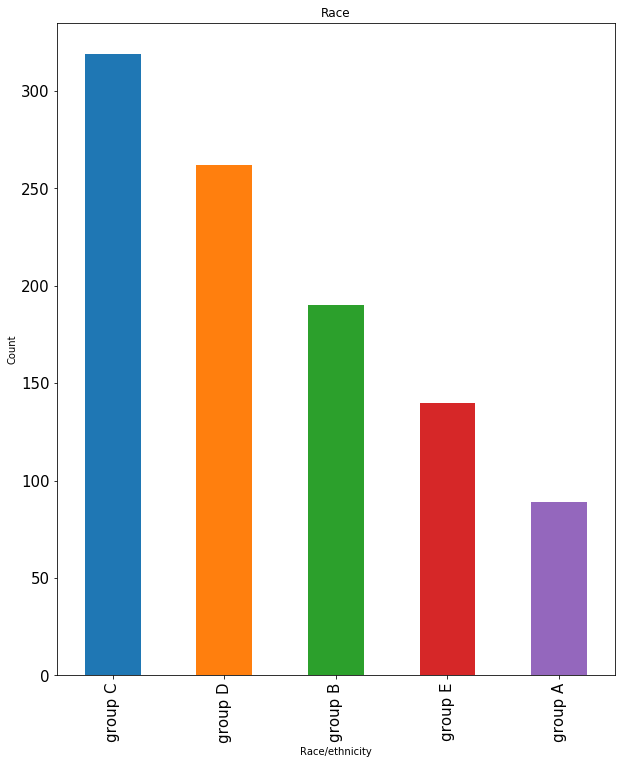 Race
300
250
200
150
100
50
0
Count
group C
group D
group B
group E
group A
Race/ethnicity